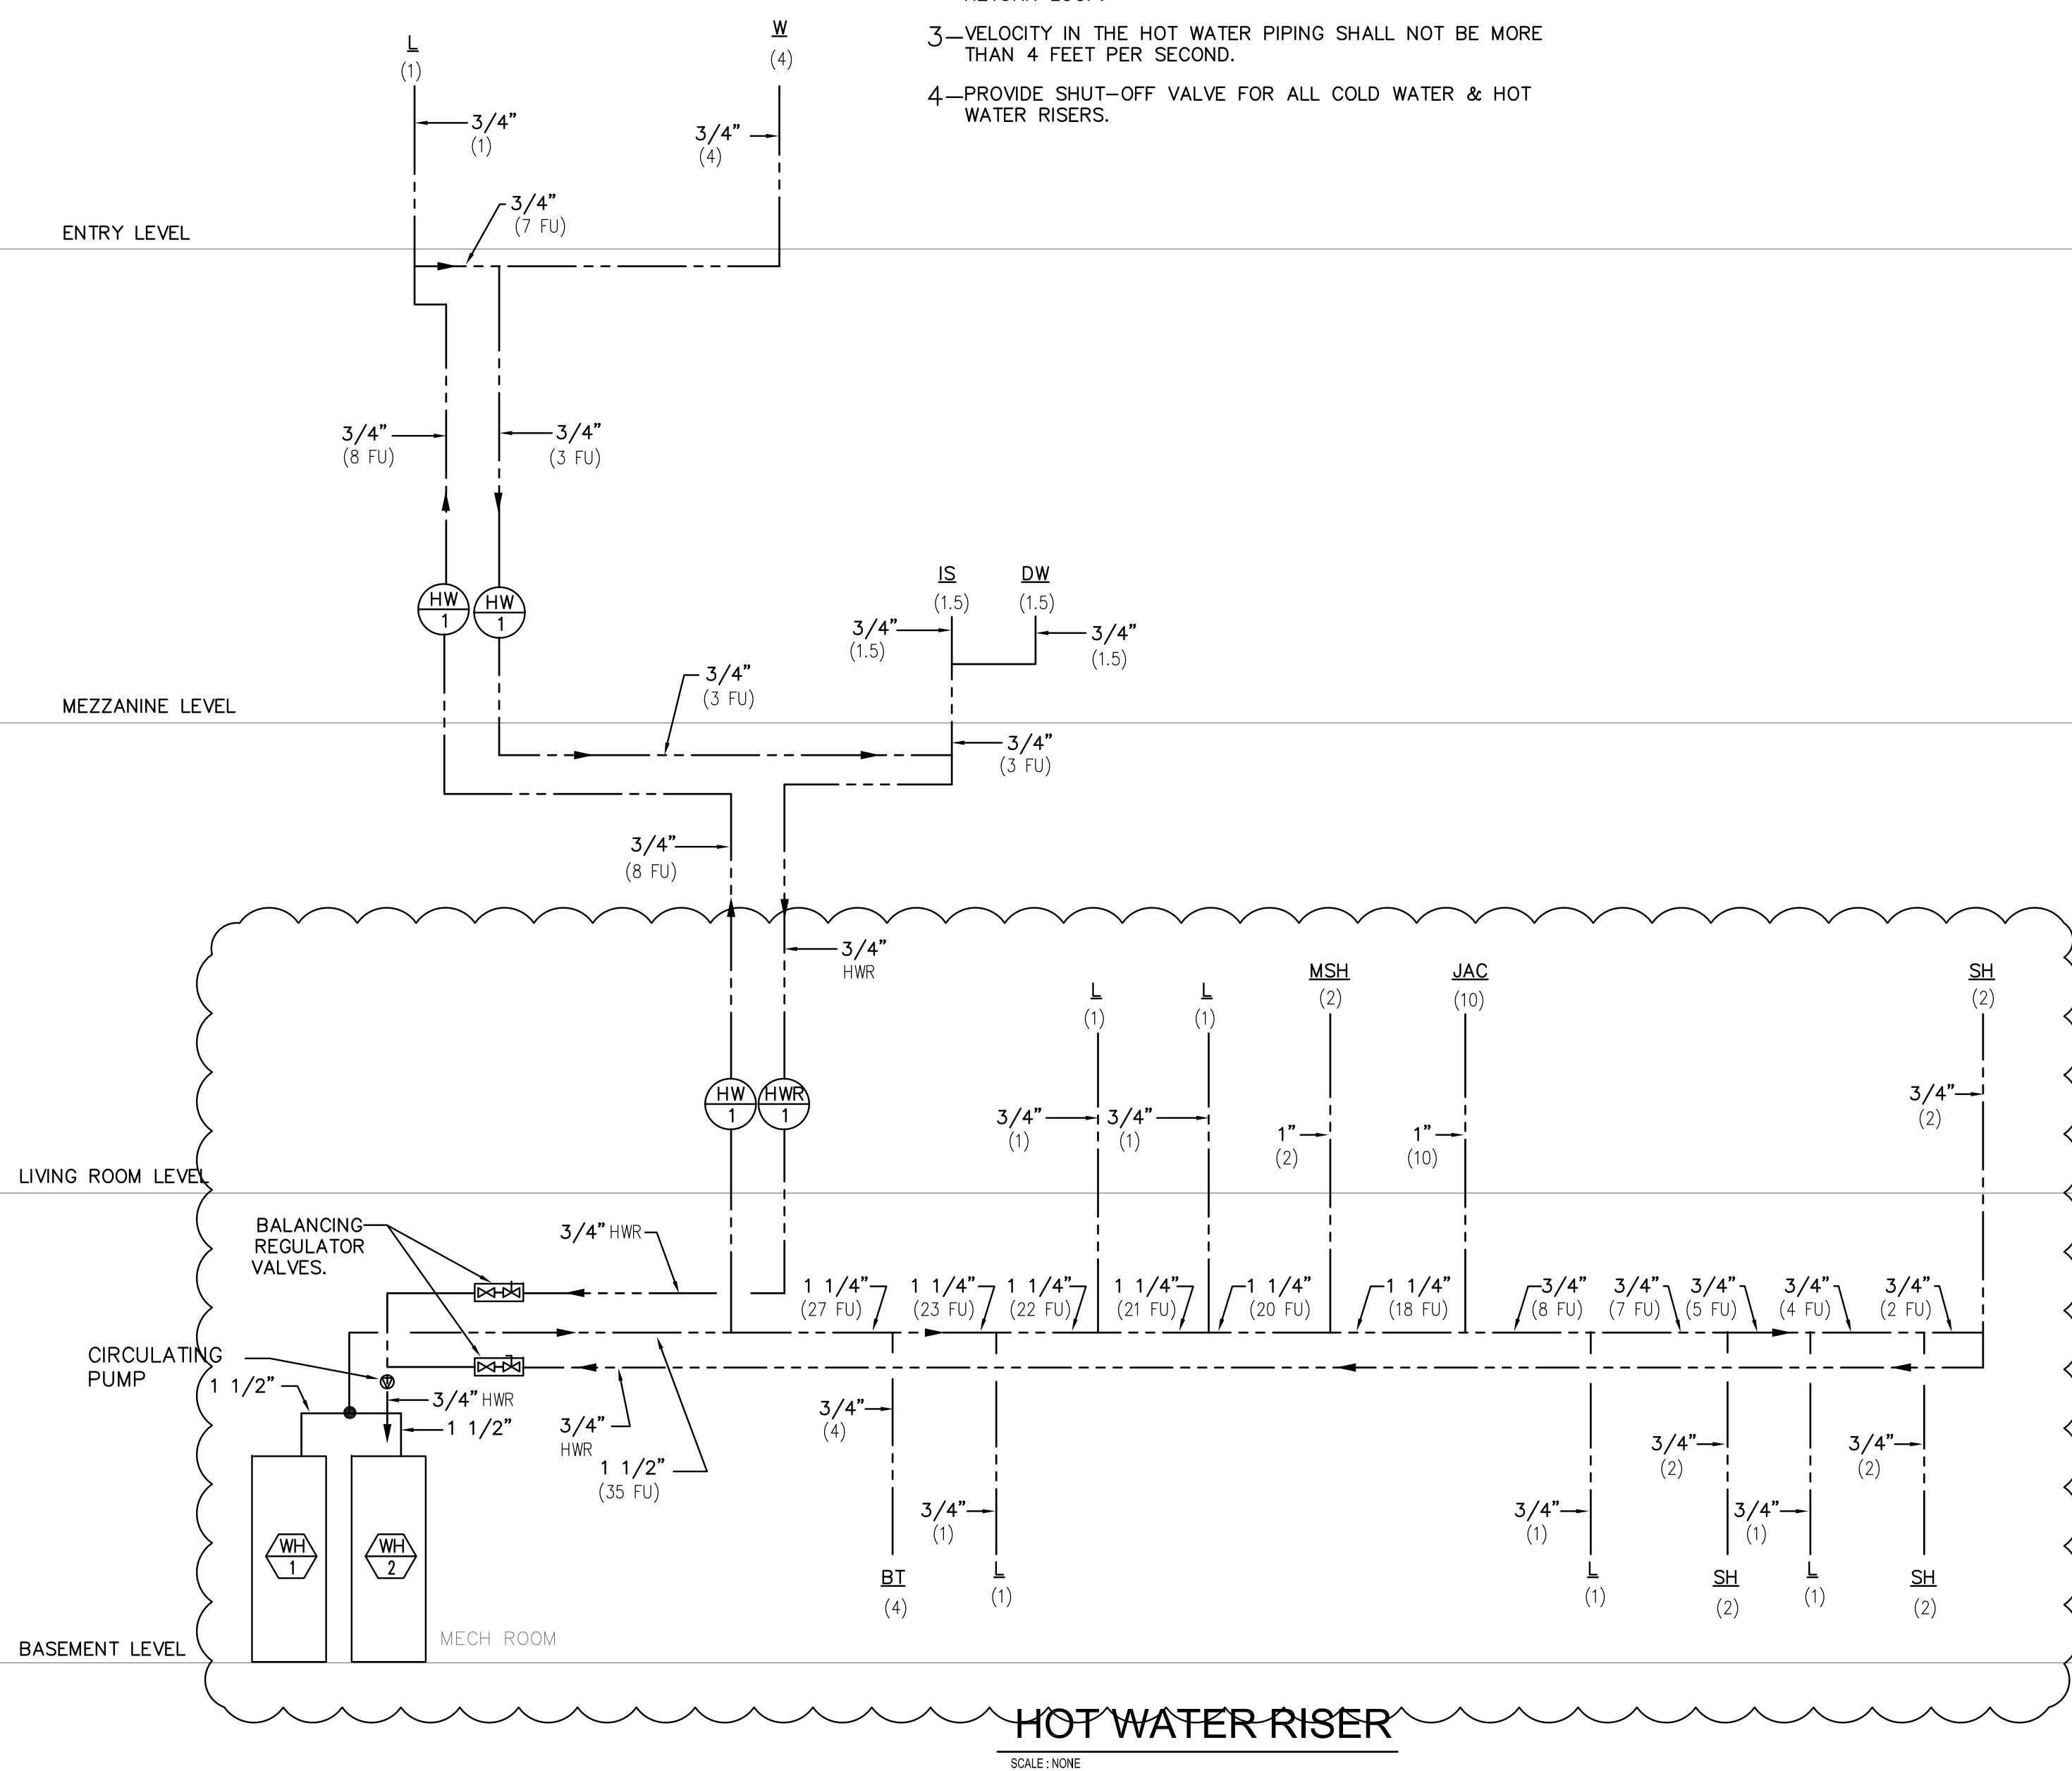 3—VELOCITY IN THE HOT WATER PIPING SHALL NOT BE MORE
THAN 4 FEET PER SECOND.
4—PROVIDE SHUT-OFF VALVE FOR ALL COLD WATER & HOT
WATER RISERS.
L
(1)
W
(4)
3/4"
(1)
3/4"
(4)
3/4"
(7 FU)
ENTRY LEVEL
3/4"
(8 FU)
3/4"
(3 FU)
HW
1
HW
1
IS
(1.5)
DW
(1.5)
3/4"
(1.5)
3/4"
(1.5)
3/4"
(3 FU)
MEZZANINE LEVEL
3/4"
(3 FU)
3/4"
(8 FU)
3/4"
HWR
L
(1)
L
(1)
MSH
(2)
JAC
(10)
SH
(2)
HW
1
HWR
1
3/4"
(1)
3/4"
(1)
1"
(2)
1"
(10)
3/4"
(2)
LIVING ROOM LEVEL
BALANCING
REGULATOR
VALVES.
3/4" HWR
1 1/4"
(27 FU)
1 1/4"
(23 FU)
1 1/4"
(22 FU)
1 1/4"
(21 FU)
1 1/4"
(20 FU)
1 1/4"
(18 FU)
3/4"
(8 FU)
3/4"
(7 FU)
3/4"
(5 FU)
3/4"
(4 FU)
3/4"
(2 FU)
CIRCULATING
PUMP
1 1/2"
3/4" HWR
1 1/2"
3/4"
HWR
1 1/2"
(35 FU)
3/4"
(4)
3/4"
(1)
3/4"
(1)
3/4"
(2)
3/4"
(1)
3/4"
(2)
WH
1
WH
2
BT
(4)
L
(1)
L
(1)
SH
(2)
L
(1)
SH
(2)
MECH ROOM
BASEMENT LEVEL
HOT WATER RISER
SCALE : NONE